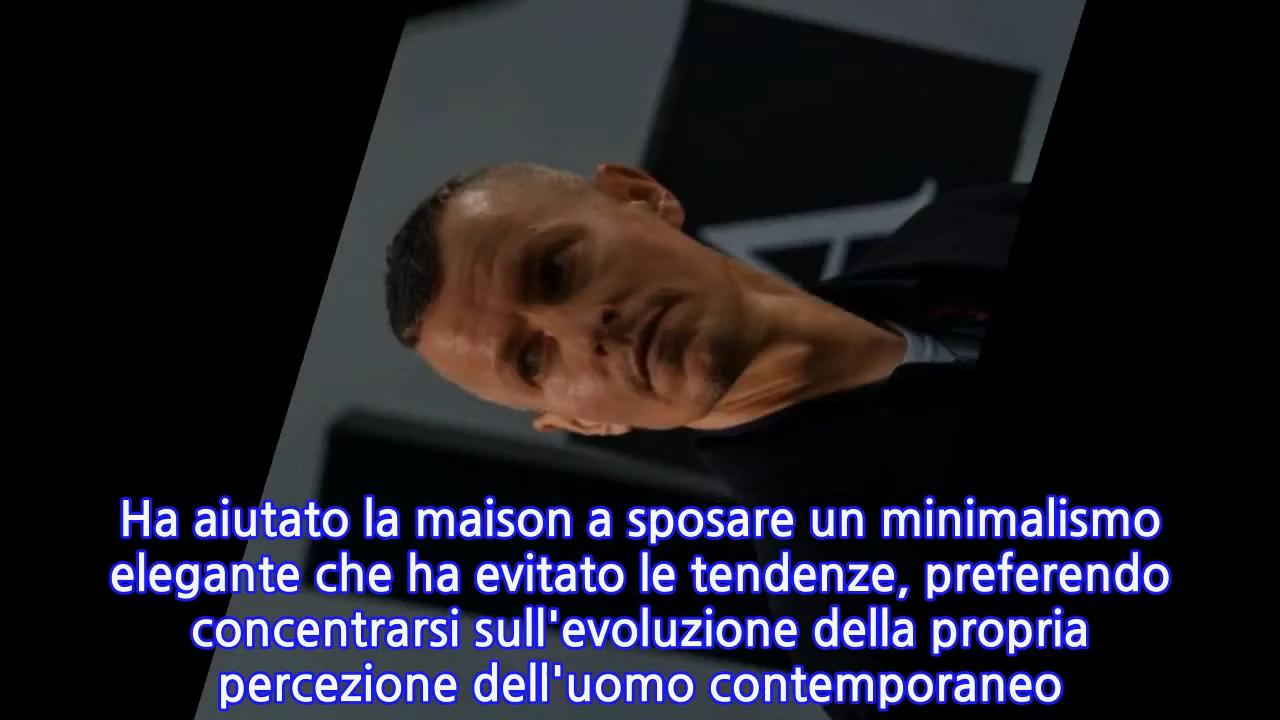 Ha aiutato la maison a sposare un minimalismo
elegante che ha evitato le tendenze, preferendo
concentrarsi sull'evoluzione della propria
percezione dell'uomo contemporaneo